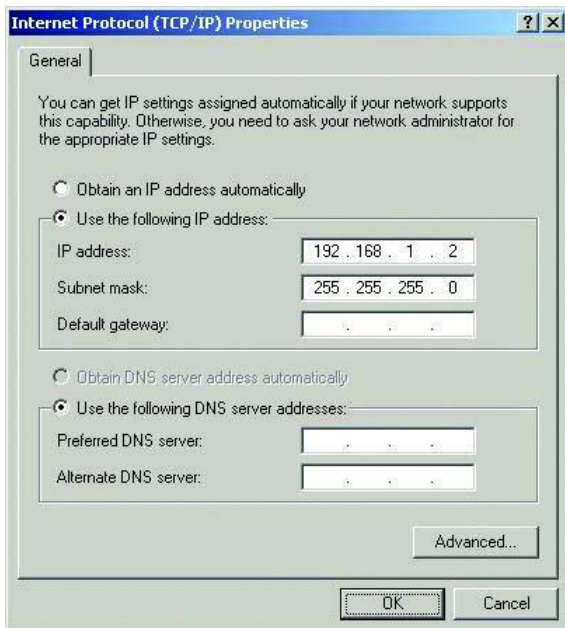 Internet Protocol (TCP/IP) Properties
General
You can get IP settings assigned automatically if your network supports
this capability. Otherwise, you need to ask your network administrator for
the appropriate IP settings.
Obtain an IP address automatically
Use the following IP address:
IP address: 192 . 168 . 1 . 2
Subnet mask: 255 . 255 . 255 . 0
Default gateway: . . .
Obtain DNS server address automatically
Use the following DNS server addresses:
Preferred DNS server: . . .
Alternate DNS server: . . .
Advanced...
OK Cancel